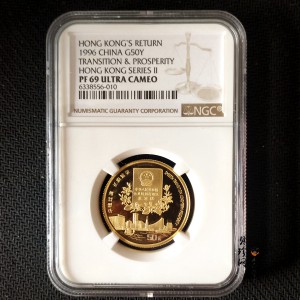 HONG KONG'S RETURN
1996 CHINA G50Y
TRANSITION & PROSPERITY
HONG KONG SERIES II
PF 69 ULTRA CAMEO
6338556-010
NUMISMATIC GUARANTY CORPORATION
NGC
50元